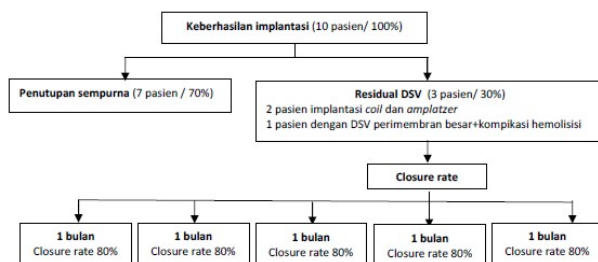 Keberhasilan implantasi (10 pasien/ 100%)
Penutupan sempurna (7 pasien / 70%)
Residual DSV (3 pasien/ 30%)
2 pasien implantasi coil dan amplatzer
1 pasien dengan DSV perimembran besar+kompikasi hemolisisi
Closure rate
1 bulan
Closure rate 80%
1 bulan
Closure rate 80%
1 bulan
Closure rate 80%
1 bulan
Closure rate 80%
1 bulan
Closure rate 80%